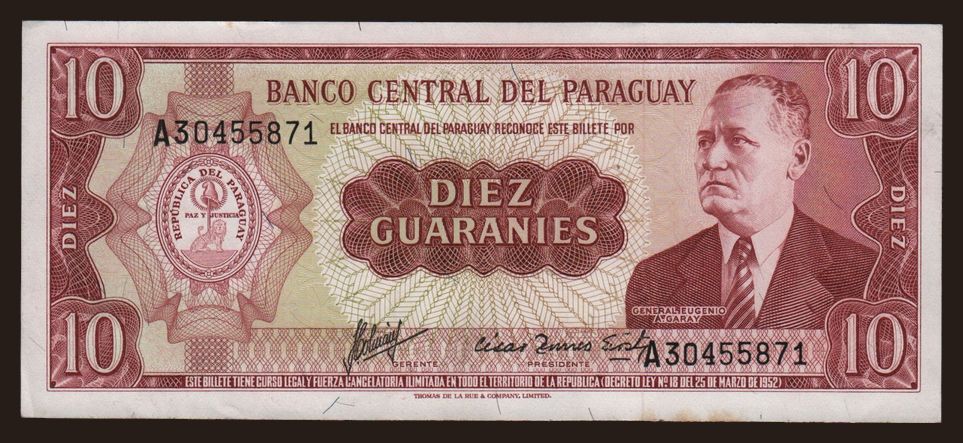 10
10
BANCO CENTRAL DEL PARAGUAY
A30455871
EL BANCO CENTRAL DEL PARAGUAY RECONOCE ESTE BILLETE POR
REPÚBLICA DEL PARAGUAY
PAZ Y JUSTICIA
DIEZ
DIEZ
DIEZ
GUARANIES
GENERAL EUGENIO
A. GARAY
10
10
GERENTE
PRESIDENTE
A30455871
ESTE BILLETE TIENE CURSO LEGAL Y FUERZA CANCELATORIA ILIMITADA EN TODO EL TERRITORIO DE LA REPUBLICA (DECRETO LEY Nº 18 DEL 25 DE MARZO DE 1952)
THOMAS DE LA RUE & COMPANY, LIMITED.